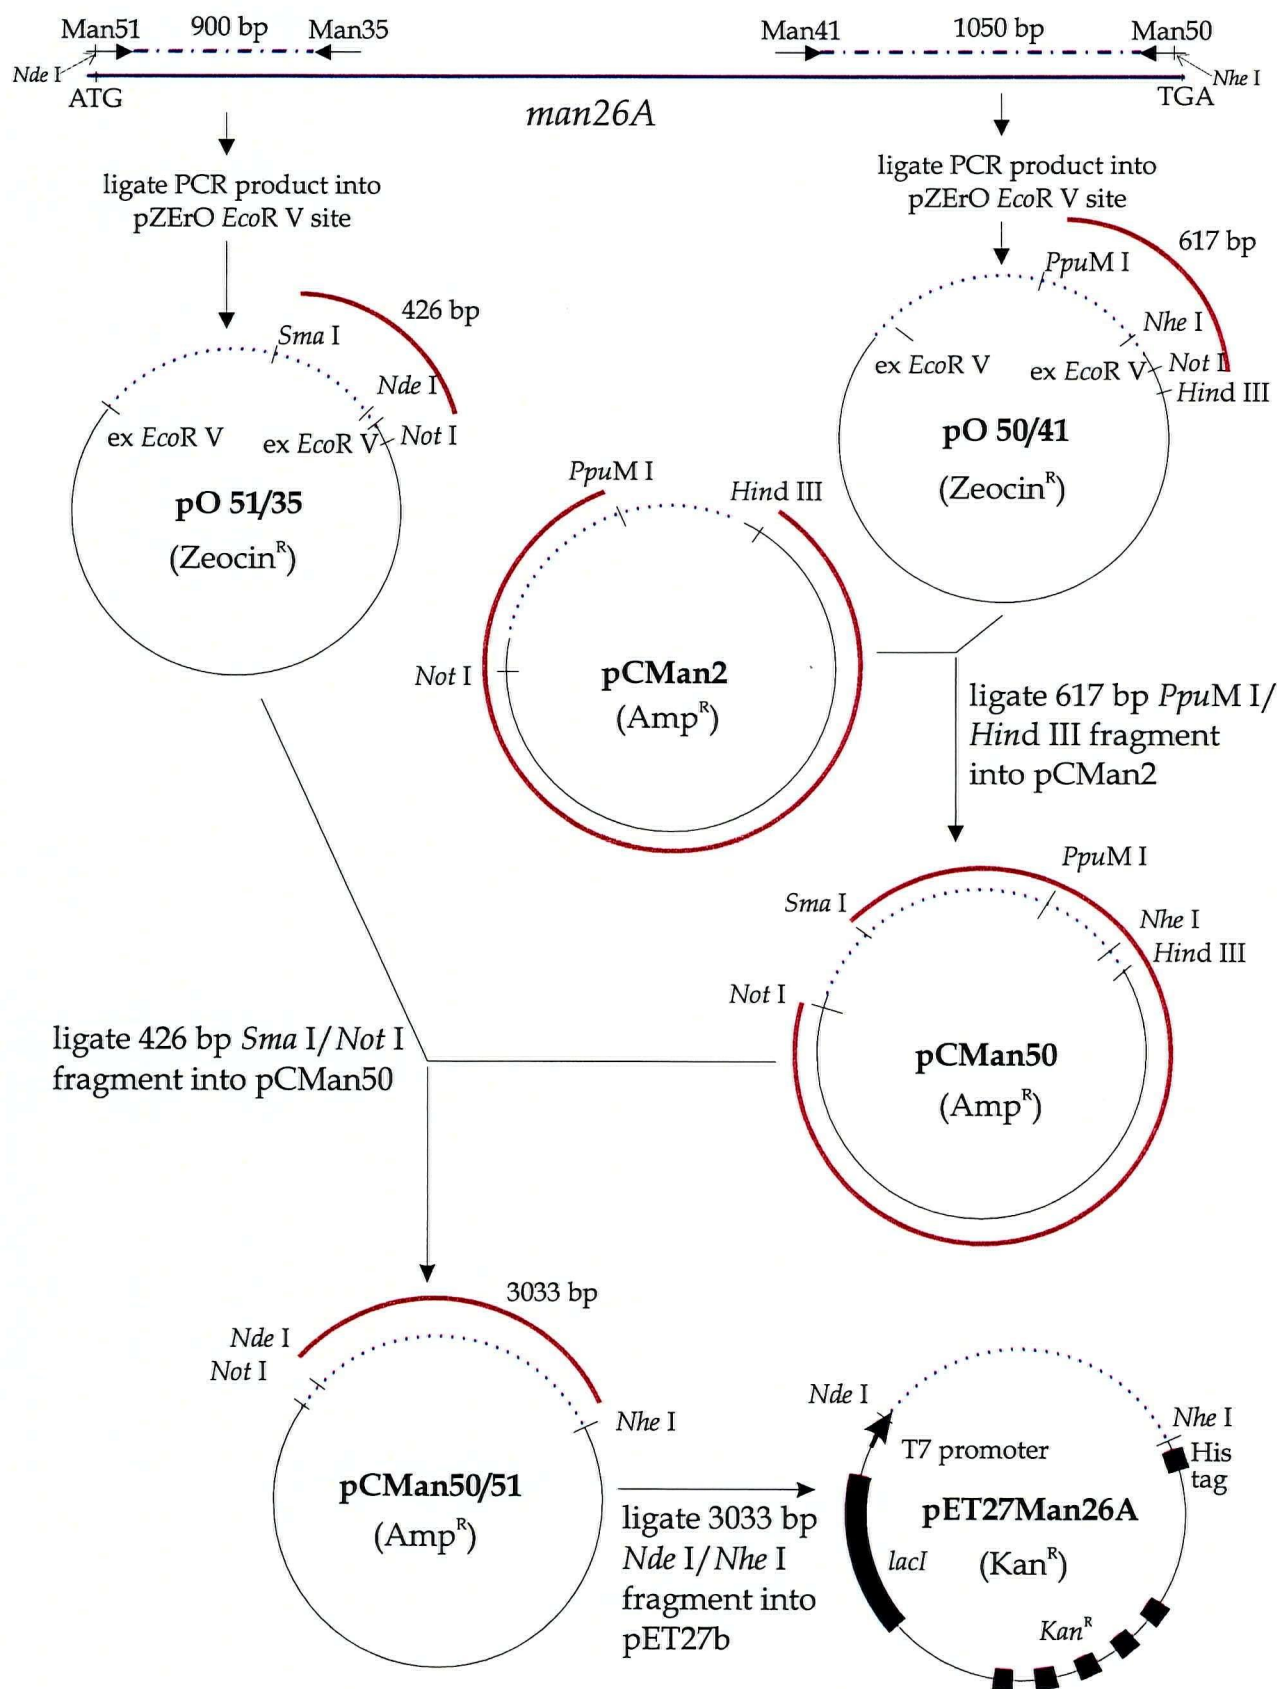 Man51
900 bp
Man35
Man41
1050 bp
Man50
Nde I
Nhe I
ATG
TGA
man26A
ligate PCR product into
pZErO EcoR V site
ligate PCR product into
pZErO EcoR V site
617 bp
PpuM I
Nhe I
ex EcoR V
ex EcoR V
Not I
Hind III
pO 50/41
(Zeocin^R)
426 bp
Sma I
Nde I
ex EcoR V
ex EcoR V
Not I
pO 51/35
(Zeocin^R)
PpuM I
Hind III
Not I
pCMan2
(Amp^R)
ligate 617 bp PpuM I/
Hind III fragment
into pCMan2
PpuM I
Sma I
Nhe I
Hind III
Not I
pCMan50
(Amp^R)
ligate 426 bp Sma I/Not I
fragment into pCMan50
3033 bp
Nde I
Not I
Nhe I
pCMan50/51
(Amp^R)
ligate 3033 bp
Nde I/Nhe I
fragment into
pET27b
Nde I
Nhe I
T7 promoter
His
tag
pET27Man26A
(Kan^R)
lacI
Kan^R